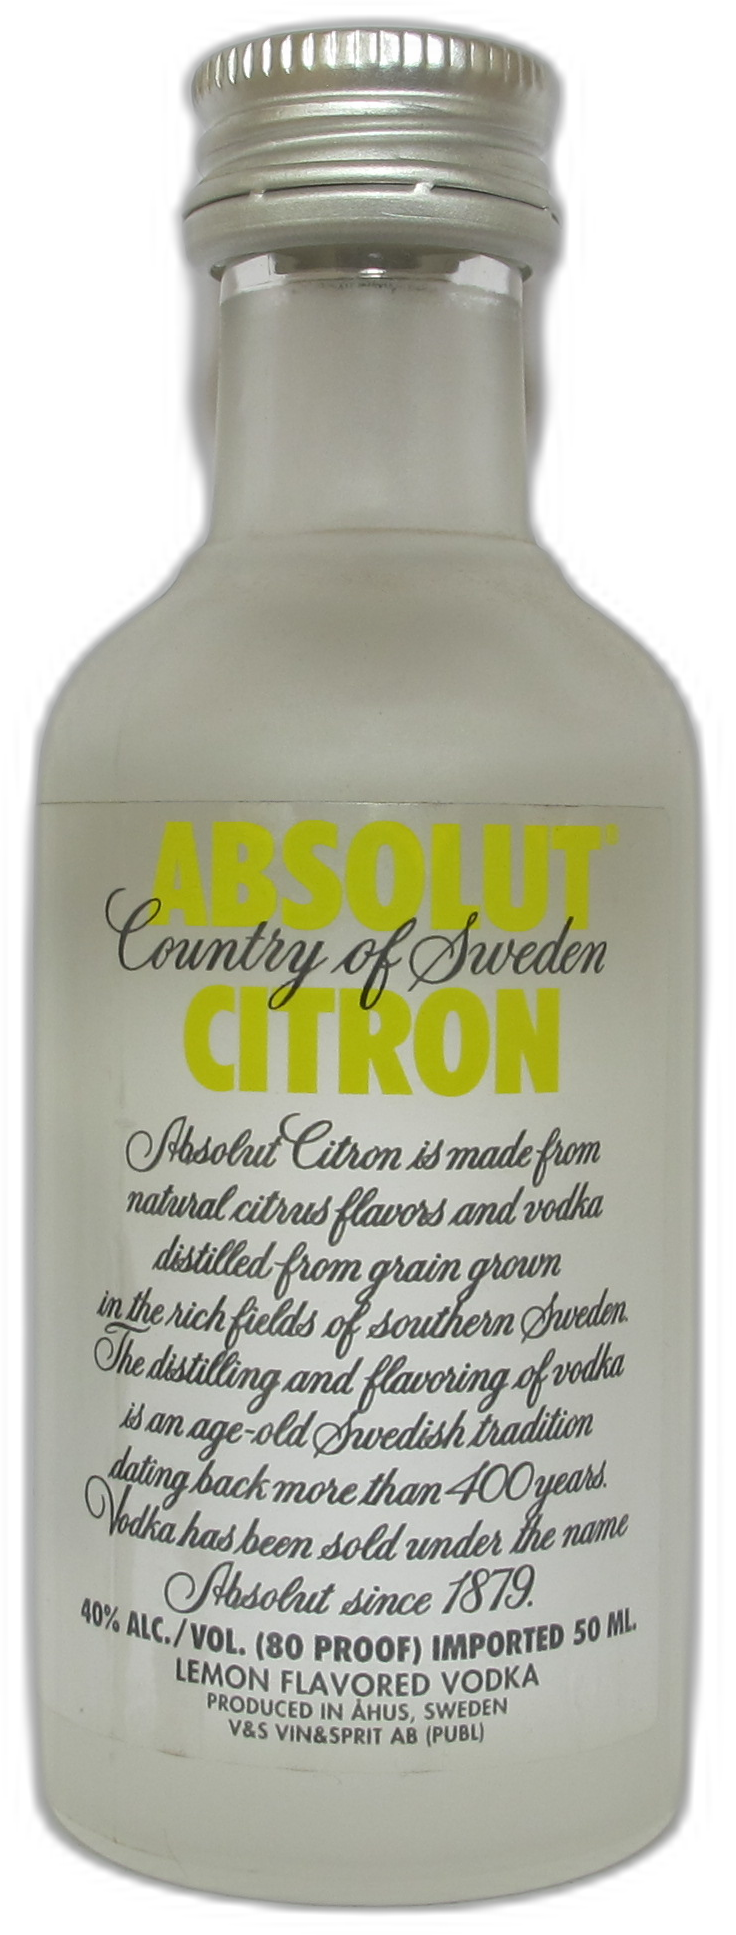 ABSOLUT®
Country of Sweden
CITRON
Absolut Citron is made from
natural citrus flavors and vodka
distilled from grain grown
in the rich fields of southern Sweden.
The distilling and flavoring of vodka
is an age-old Swedish tradition
dating back more than 400 years.
Vodka has been sold under the name
Absolut since 1879.
40% ALC./VOL. (80 PROOF) IMPORTED 50 ML.
LEMON FLAVORED VODKA
PRODUCED IN ÅHUS, SWEDEN
V&S VIN&SPRIT AB (PUBL)